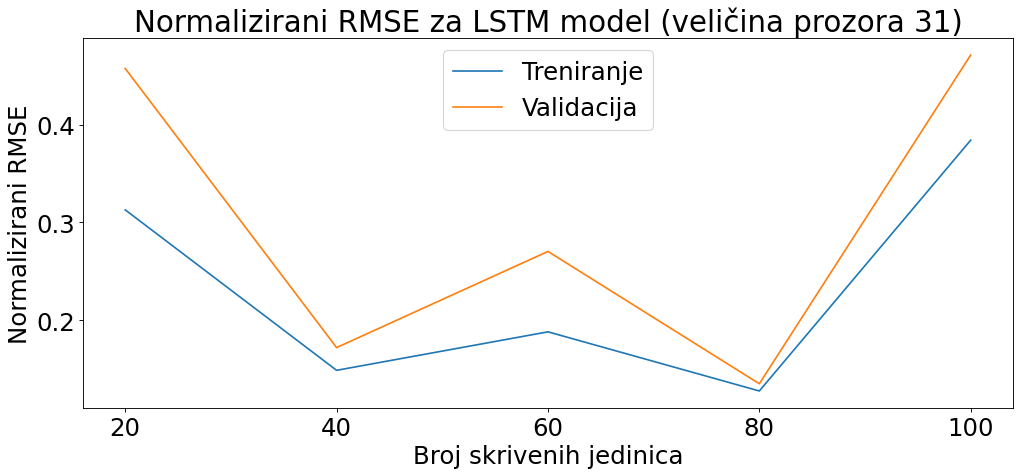 Normalizirani RMSE za LSTM model (veličina prozora 31)
Treniranje
Validacija
Normalizirani RMSE
0.4
0.3
0.2
20 40 60 80 100
Broj skrivenih jedinica